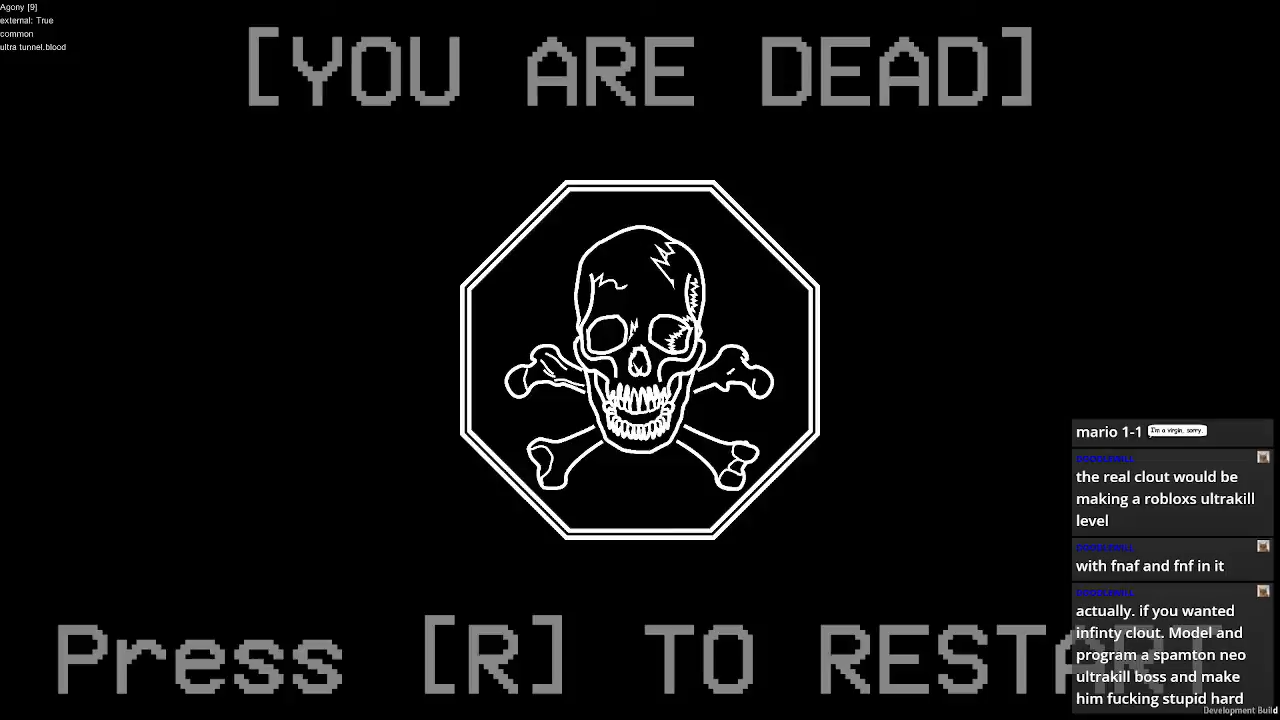 Agony [9]
external: True
common
ultra tunnel.blood
[YOU ARE DEAD]
mario 1-1 I'm a virgin, sorry.
the real clout would be
making a robloxs ultrakill
level
with fnaf and fnf in it
actually. if you wanted
infinty clout. Model and
program a spamton neo
ultrakill boss and make
him fucking stupid hard
Press [R] TO RESTART
Development Build